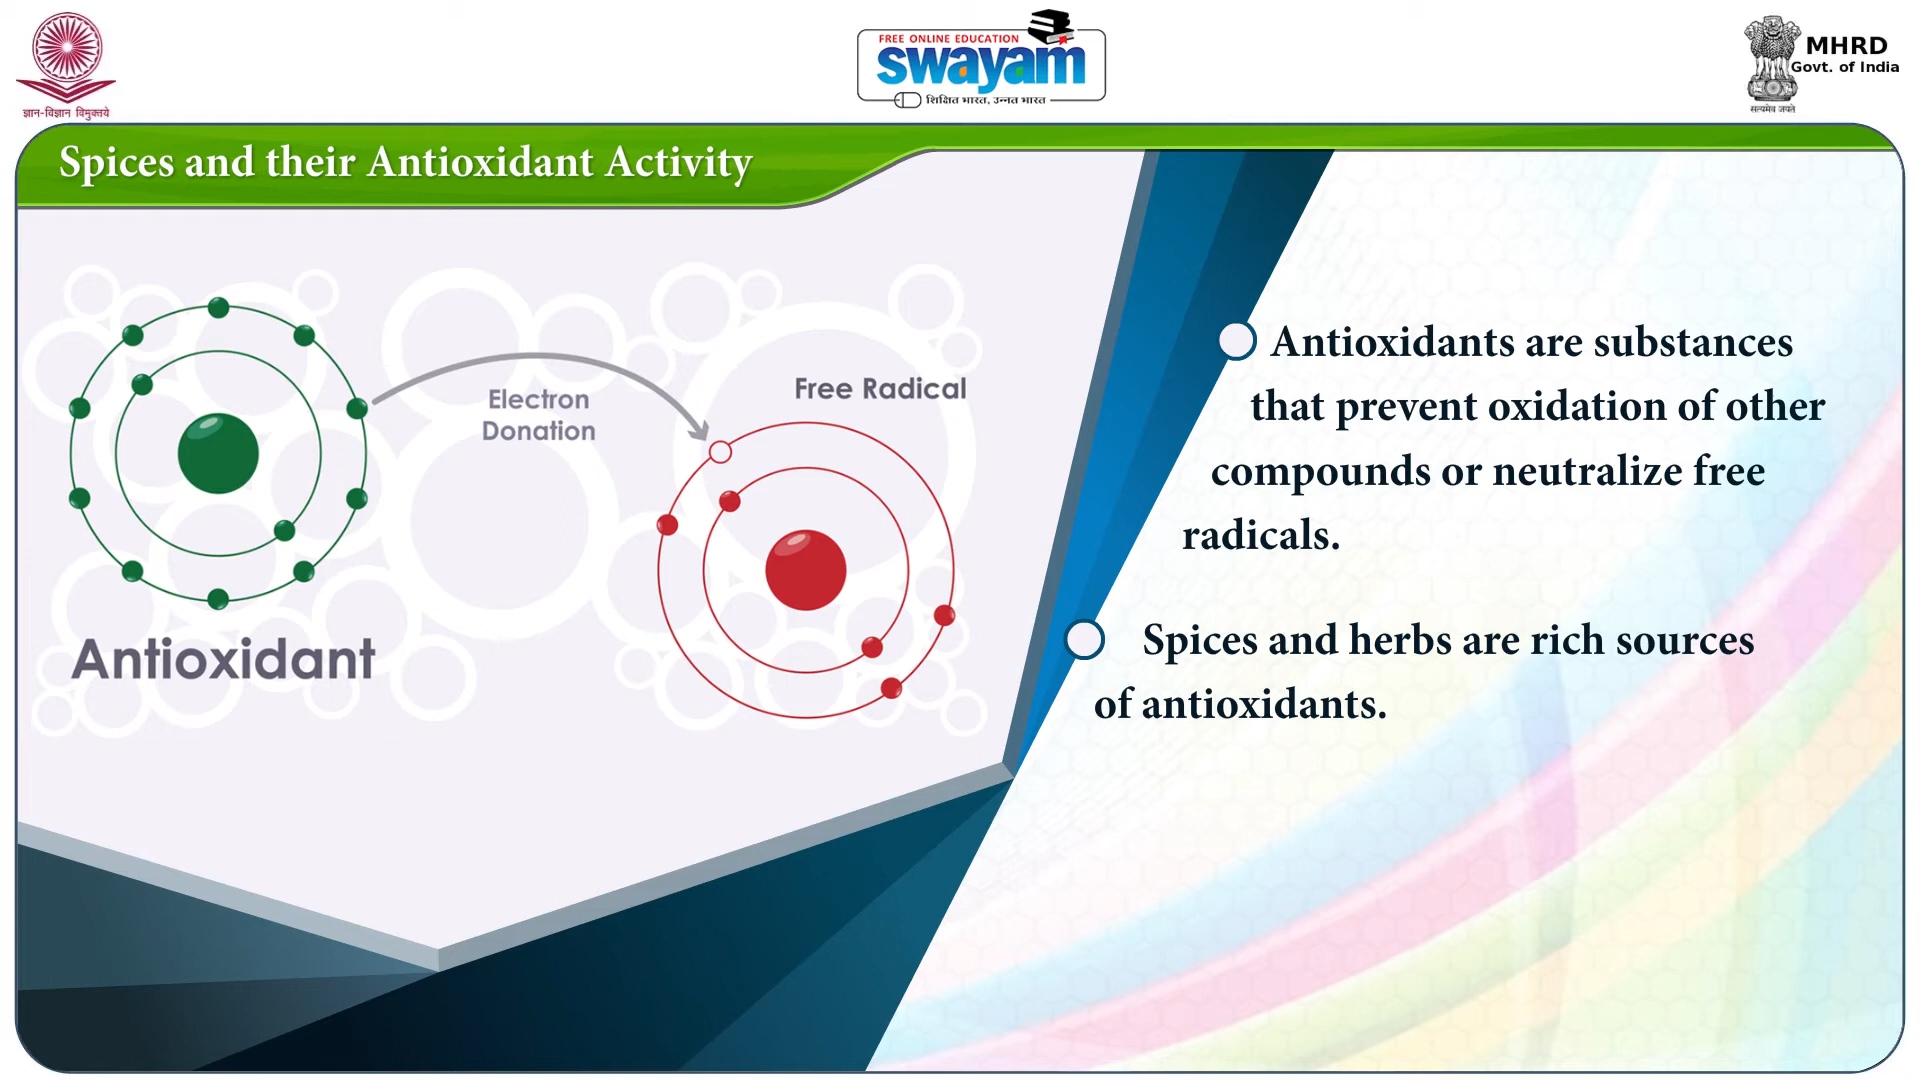 ज्ञान-विज्ञान विमुक्तये
FREE ONLINE EDUCATION
swayam
शिक्षित भारत, उन्नत भारत
सत्यमेव जयते
MHRD
Govt. of India
Spices and their Antioxidant Activity
Electron
Donation
Free Radical
Antioxidant
Antioxidants are substances
that prevent oxidation of other
compounds or neutralize free
radicals.
Spices and herbs are rich sources
of antioxidants.